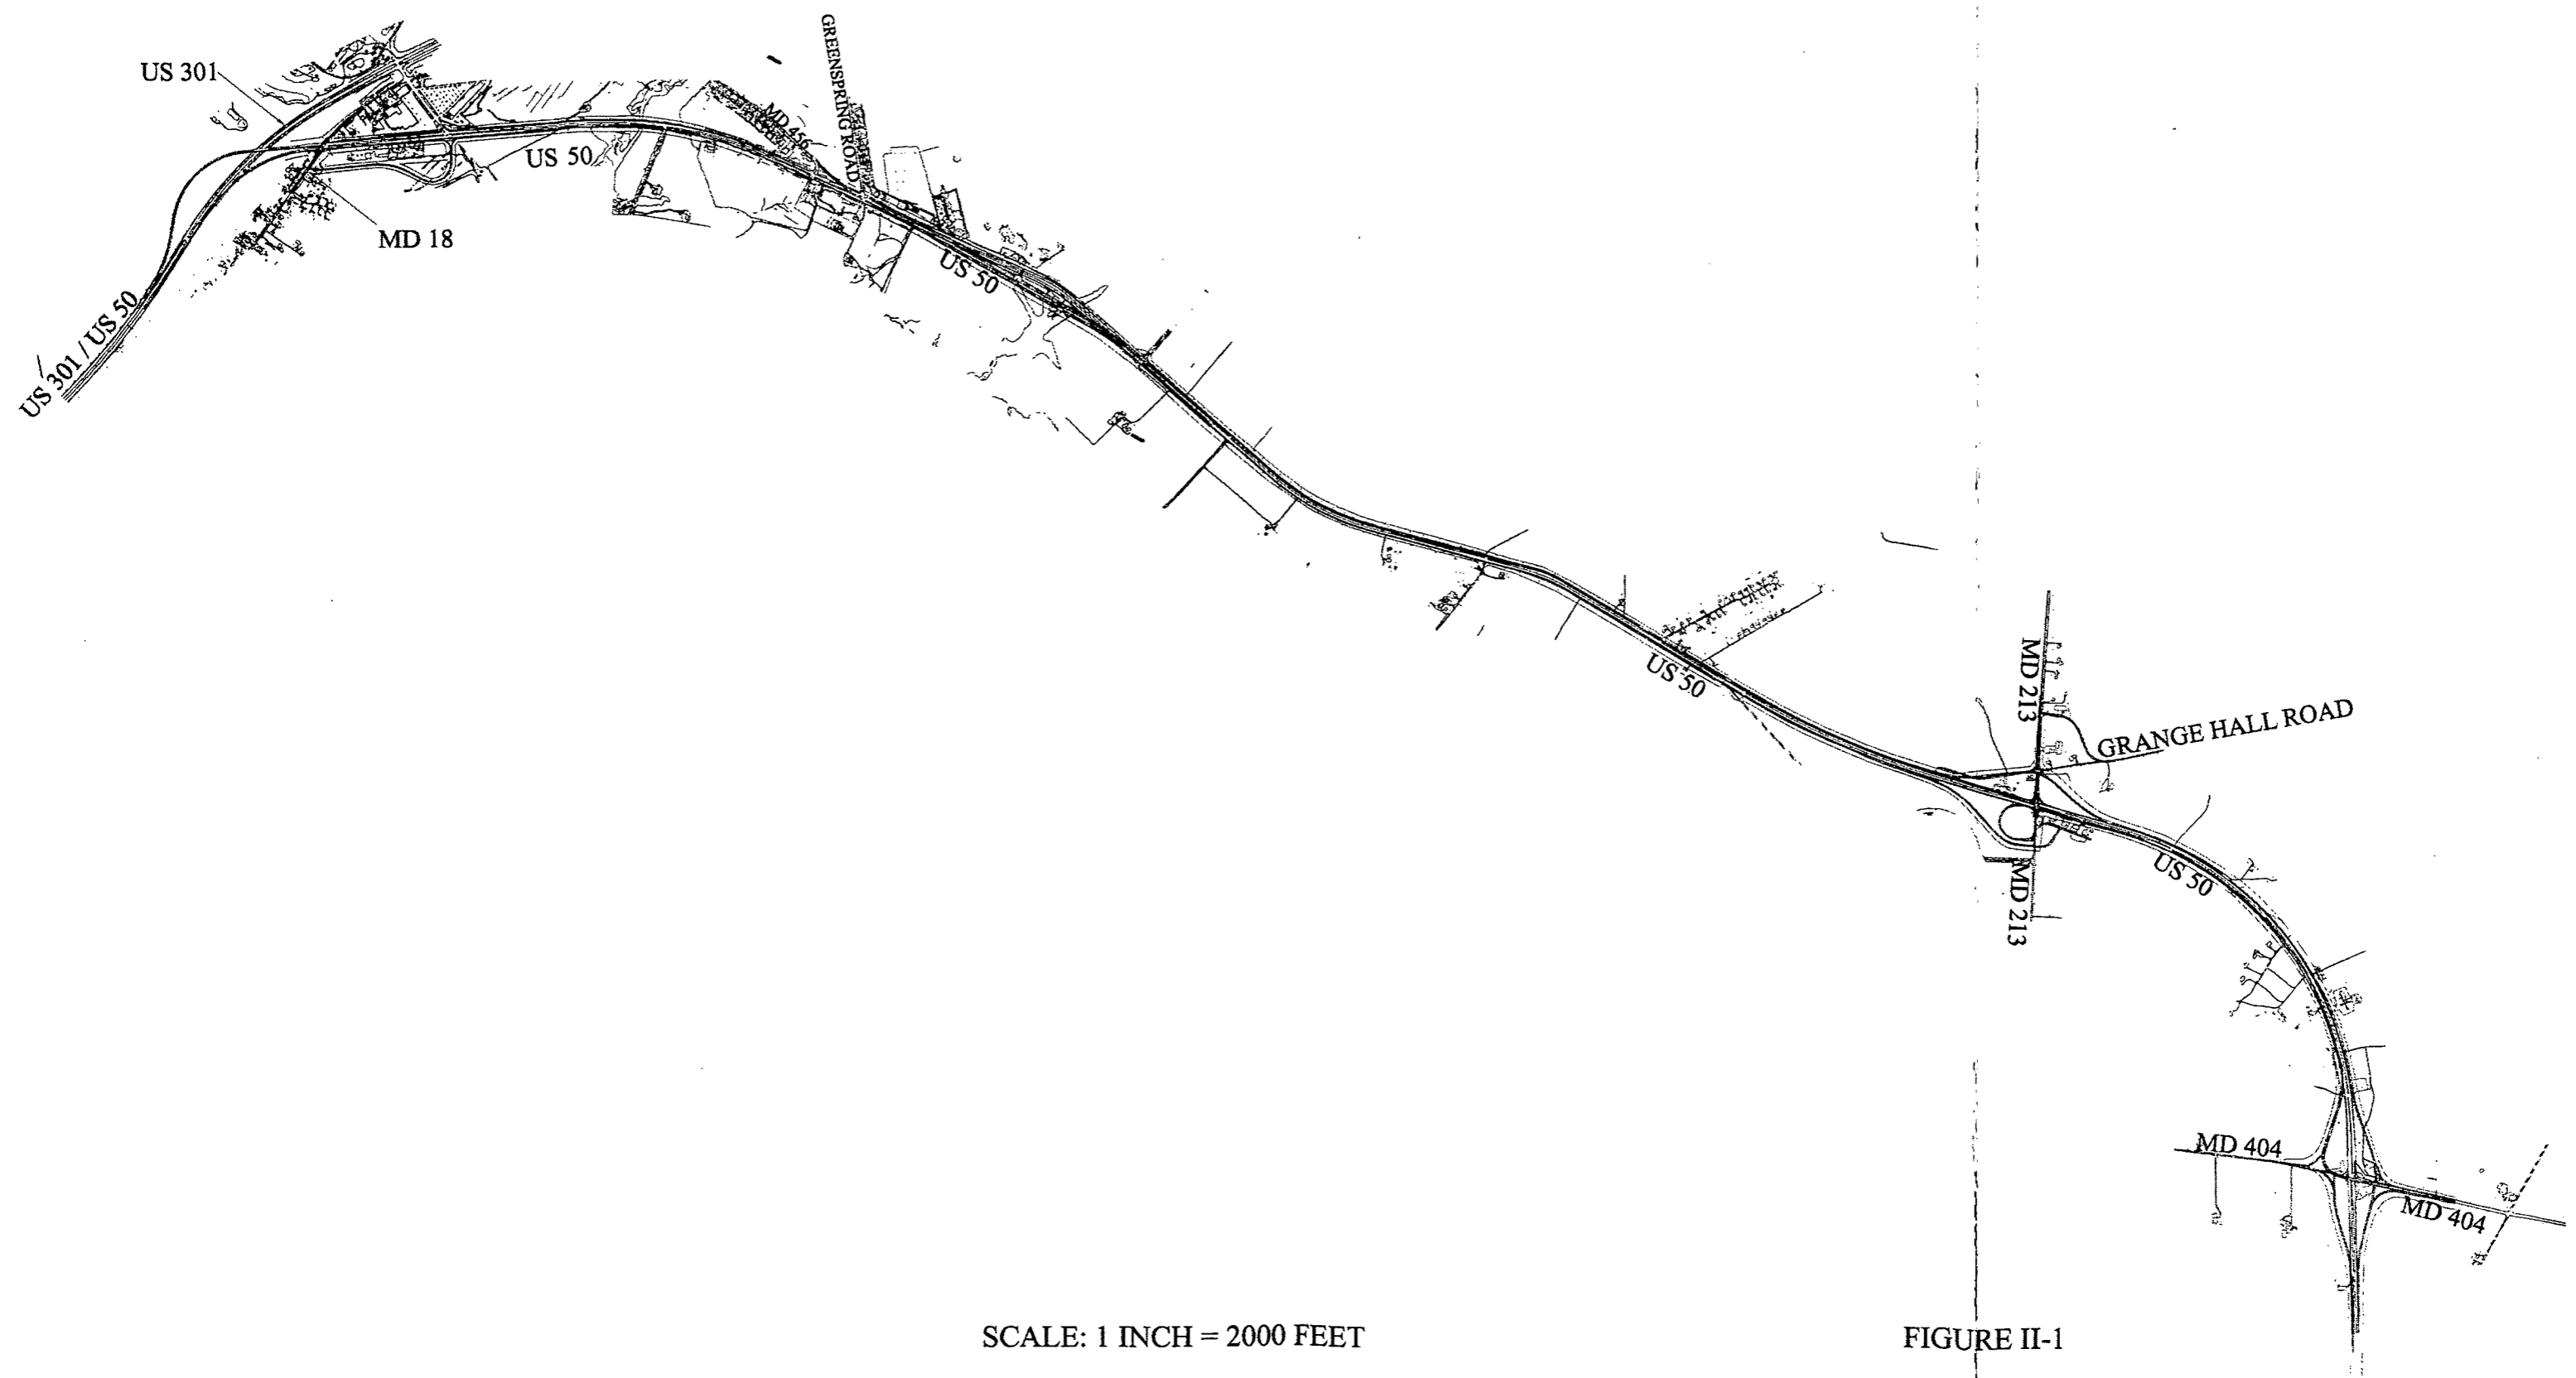 US 301
GREENSPRING ROAD
MD 456
US 50
MD 18
US 301 / US 50
US 50
US 50
MD 213
GRANGE HALL ROAD
US 50
MD 213
MD 404
MD 404
SCALE: 1 INCH = 2000 FEET
FIGURE II-1